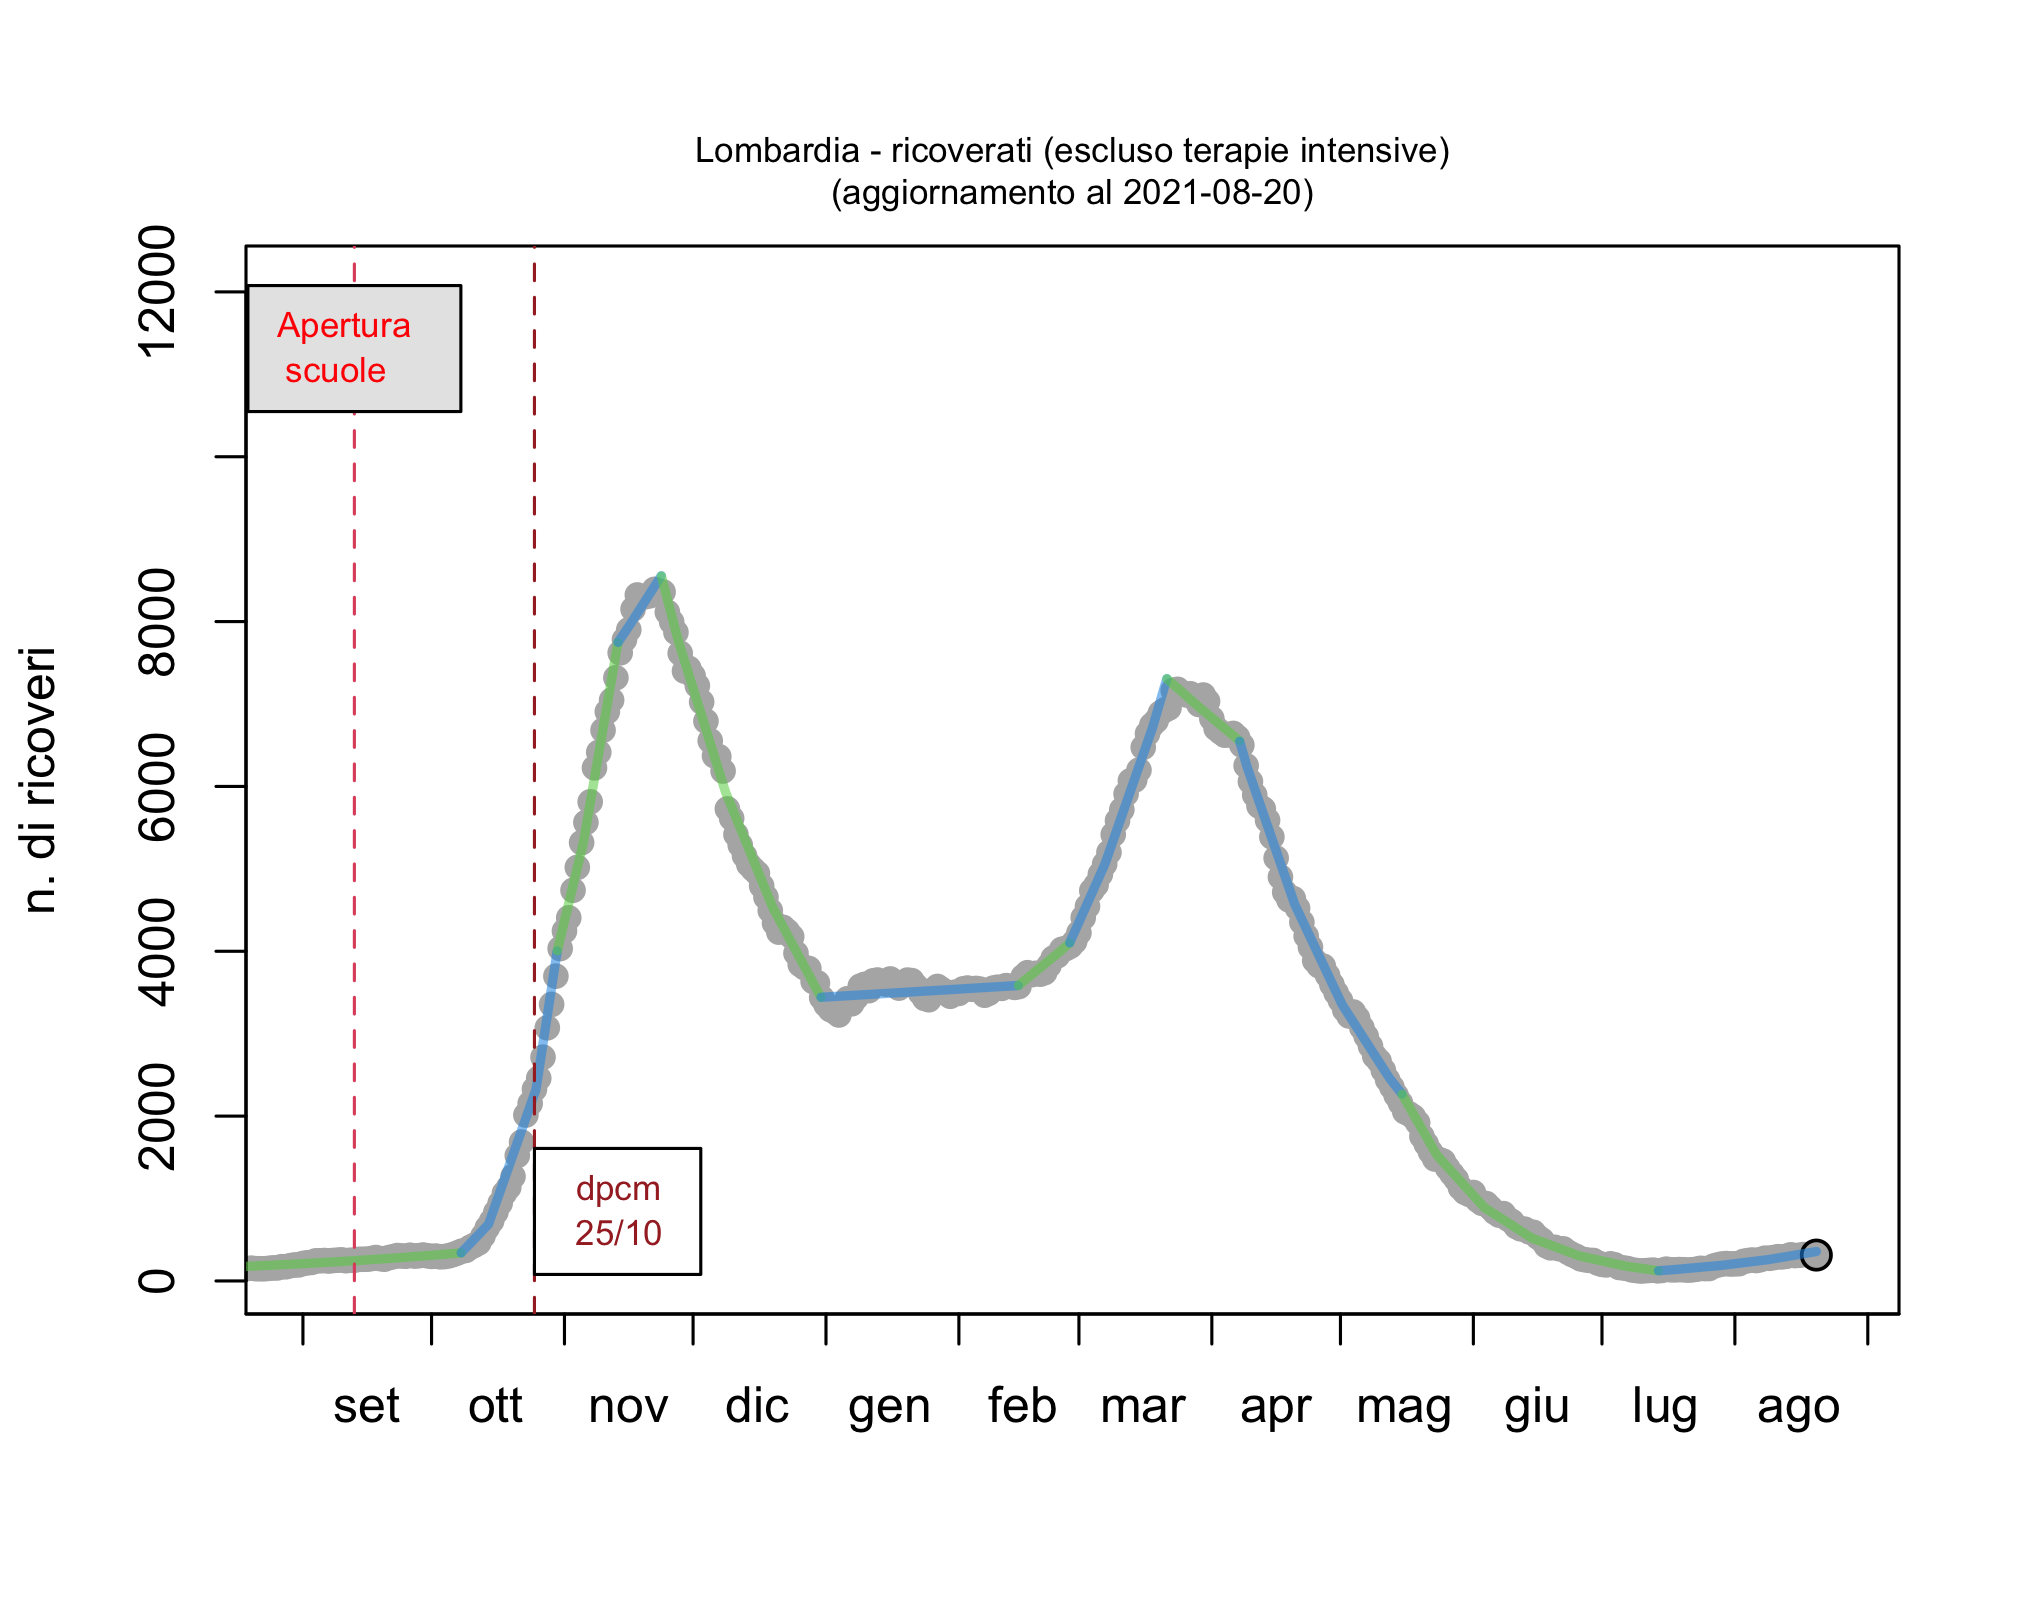 Lombardia - ricoverati (escluso terapie intensive)
(aggiornamento al 2021-08-20)
n. di ricoveri
12000
8000
6000
4000
2000
0
Apertura
scuole
dpcm
25/10
set ott nov dic gen feb mar apr mag giu lug ago